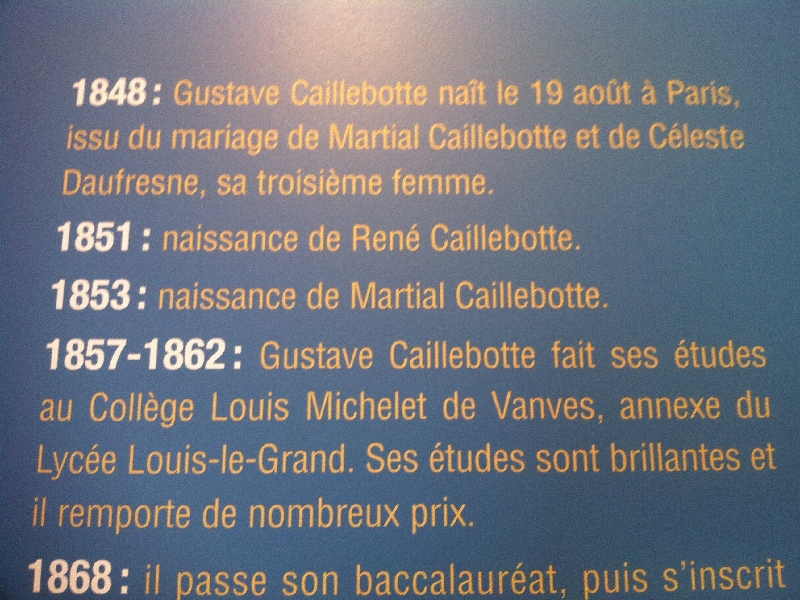 1848 : Gustave Caillebotte naît le 19 août à Paris,
issu du mariage de Martial Caillebotte et de Céleste
Daufresne, sa troisième femme.
1851 : naissance de René Caillebotte.
1853 : naissance de Martial Caillebotte.
1857-1862 : Gustave Caillebotte fait ses études
au Collège Louis Michelet de Vanves, annexe du
Lycée Louis-le-Grand. Ses études sont brillantes et
il remporte de nombreux prix.
1868 : il passe son baccalauréat, puis s'inscrit